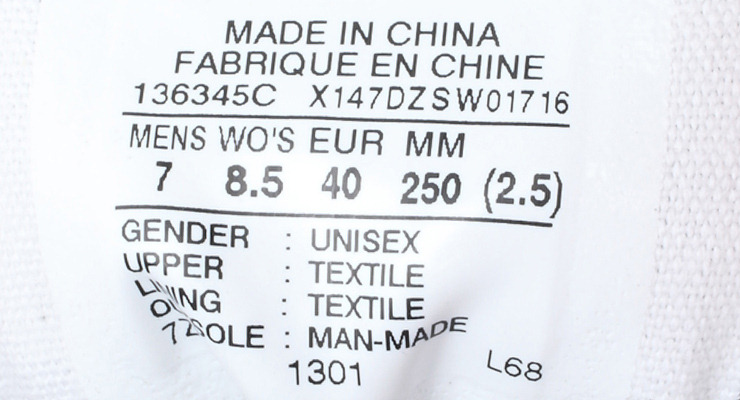 MADE IN CHINA
FABRIQUE EN CHINE
136345C X147DZSW01716
MENS WO'S EUR MM
7 8.5 40 250 (2.5)
GENDER : UNISEX
UPPER : TEXTILE
LINING : TEXTILE
: MAN-MADE
1301 L68